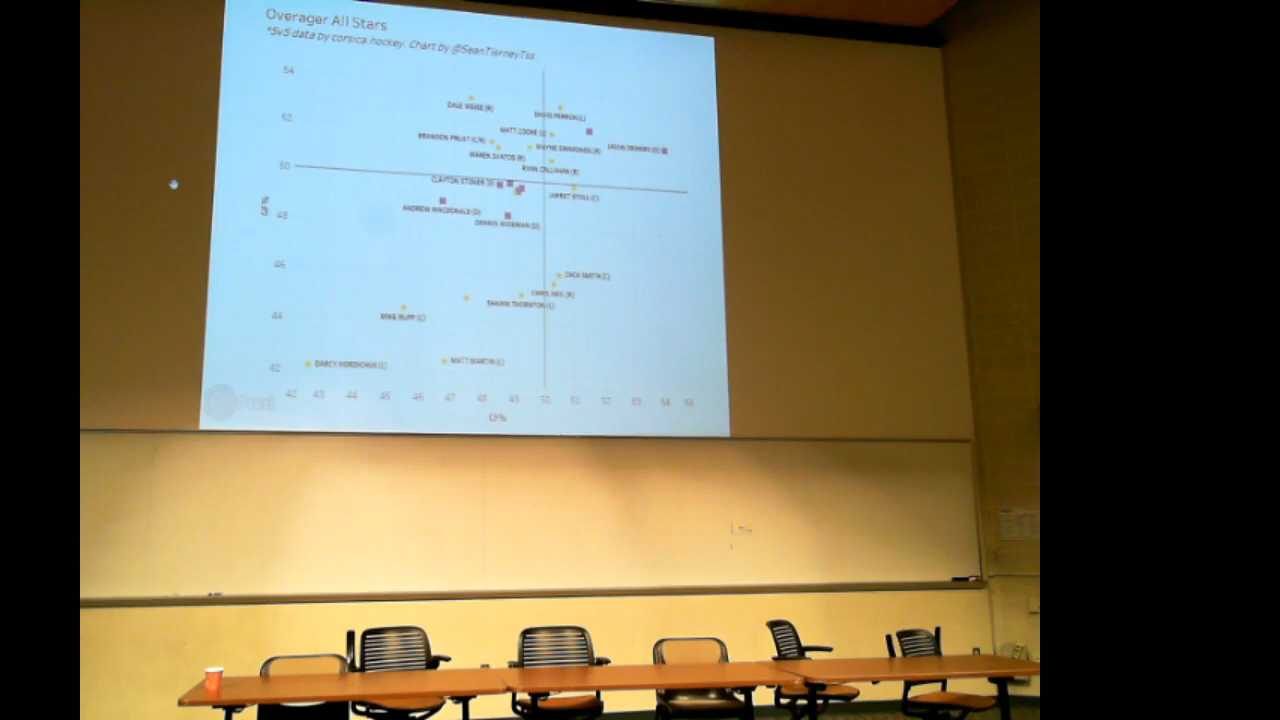 Overager All Stars
*5v5 data by corsica.hockey. Chart by @SeanTierneyTss
54
DALE WEISE (R)
DAVID PERRON (L)
52
MATT COOKE (L)
BRANDON PRUST (C/R)
WAYNE SIMMONDS (R)
JASON DEMERS (D)
MAREK SVATOS (R)
50
RYAN CALLAHAN (R)
CLAYTON STONER (D)
JARRET STOLL (C)
48
ANDREW MACDONALD (D)
DENNIS WIDEMAN (D)
46
ZACK SMITH (C)
CHRIS NEIL (R)
SHAWN THORNTON (L)
44
MIKE RUPP (C)
42
DARCY HORDICHUK (L)
MATT MARTIN (L)
42 43 44 45 46 47 48 49 50 51 52 53 54 55
CF%